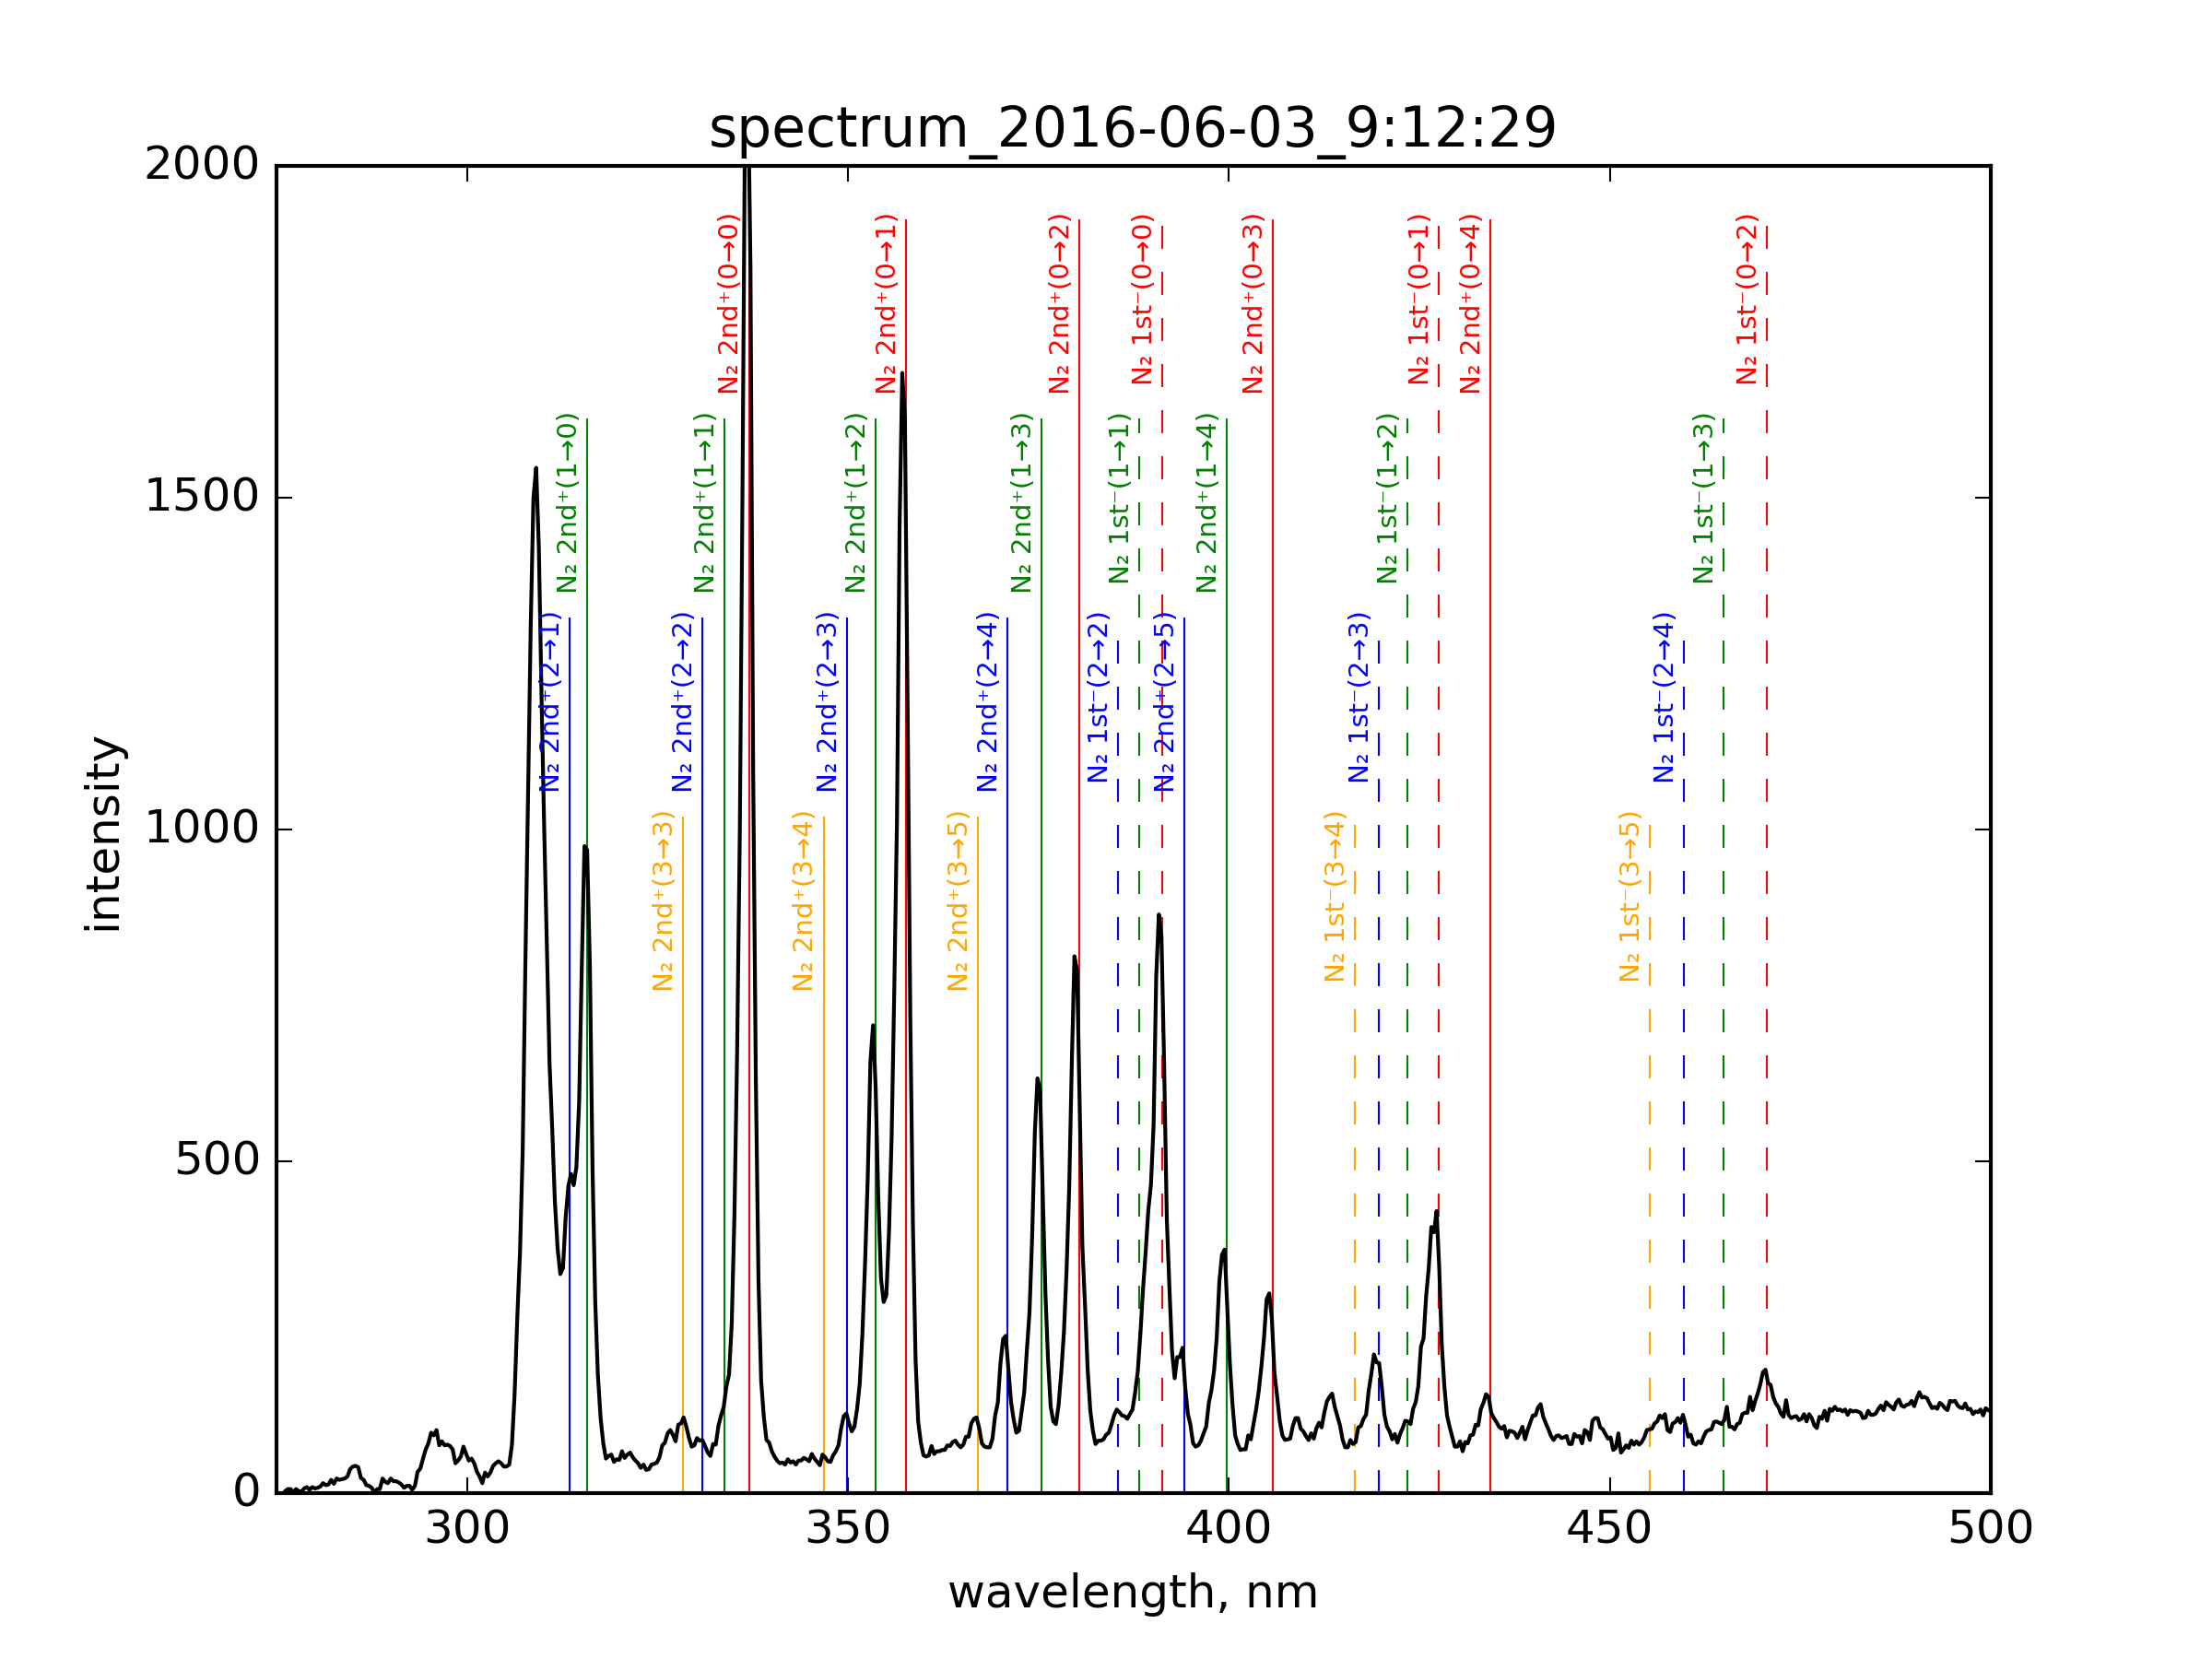 spectrum_2016-06-03_9:12:29
intensity
2000
1500
1000
500
0
N₂ 2nd⁺(0→0)
N₂ 2nd⁺(0→1)
N₂ 2nd⁺(0→2)
N₂ 1st⁻(0→0)
N₂ 2nd⁺(0→3)
N₂ 1st⁻(0→1)
N₂ 2nd⁺(0→4)
N₂ 1st⁻(0→2)
N₂ 2nd⁺(1→0)
N₂ 2nd⁺(1→1)
N₂ 2nd⁺(1→2)
N₂ 2nd⁺(1→3)
N₂ 1st⁻(1→1)
N₂ 2nd⁺(1→4)
N₂ 1st⁻(1→2)
N₂ 1st⁻(1→3)
N₂ 2nd⁺(2→1)
N₂ 2nd⁺(2→2)
N₂ 2nd⁺(2→3)
N₂ 2nd⁺(2→4)
N₂ 1st⁻(2→2)
N₂ 2nd⁺(2→5)
N₂ 1st⁻(2→3)
N₂ 1st⁻(2→4)
N₂ 2nd⁺(3→3)
N₂ 2nd⁺(3→4)
N₂ 2nd⁺(3→5)
N₂ 1st⁻(3→4)
N₂ 1st⁻(3→5)
300 350 400 450 500
wavelength, nm